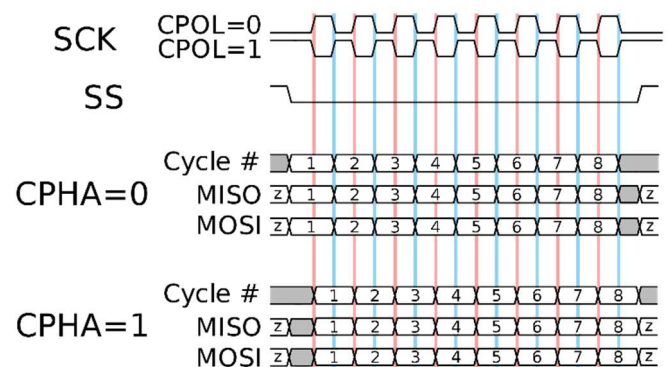 SCK CPOL=0
CPOL=1
SS
Cycle # 1 2 3 4 5 6 7 8
CPHA=0 MISO z 1 2 3 4 5 6 7 8 z
MOSI z 1 2 3 4 5 6 7 8 z
Cycle # 1 2 3 4 5 6 7 8
CPHA=1 MISO z 1 2 3 4 5 6 7 8 z
MOSI z 1 2 3 4 5 6 7 8 z